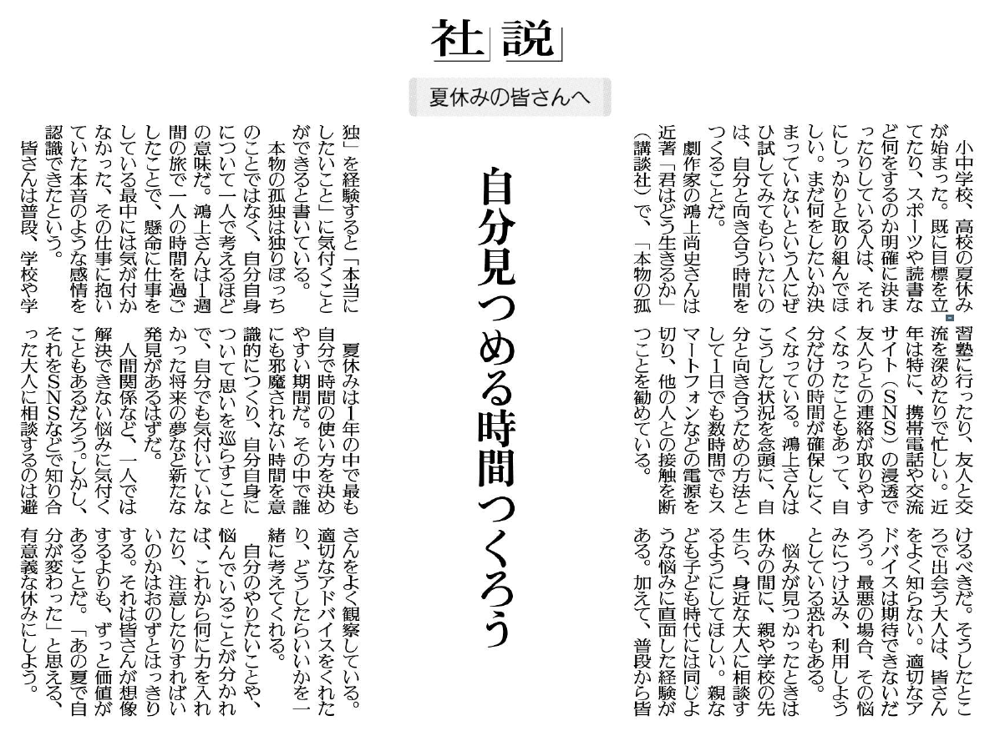 社説
夏休みの皆さんへ
自分見つめる時間つくろう
小中学校、高校の夏休み
が始まった。既に目標を立
てたり、スポーツや読書な
ど何をするのか明確に決ま
ったりしている人は、それ
にしっかりと取り組んでほ
しい。まだ何をしたいか決
まっていないという人にぜ
ひ試してみてもらいたいの
は、自分と向き合う時間を
つくることだ。
劇作家の鴻上尚史さんは
近著「君はどう生きるか」
（講談社）で、「本物の孤
独」を経験すると「本当に
したいこと」に気付くこと
ができると書いている。
本物の孤独は独りぼっち
のことではなく、自分自身
について一人で考えるほど
の意味だ。鴻上さんは1週
間の旅で一人の時間を過ご
したことで、懸命に仕事を
している最中には気が付か
なかった、その仕事に抱い
ていた本音のような感情を
認識できたという。
皆さんは普段、学校や学
習塾に行ったり、友人と交
流を深めたりで忙しい。近
年は特に、携帯電話や交流
サイト（SNS）の浸透で
友人らとの連絡が取りやす
くなったこともあって、自
分だけの時間が確保しにく
くなっている。鴻上さんは
こうした状況を念頭に、自
分と向き合うための方法と
して1日でも数時間でもス
マートフォンなどの電源を
切り、他の人との接触を断
つことを勧めている。
夏休みは1年の中で最も
自分で時間の使い方を決め
やすい期間だ。その中で誰
にも邪魔されない時間を意
識的につくり、自分自身に
ついて思いを巡らすこと
で、自分でも気付いていな
かった将来の夢など新たな
発見があるはずだ。
人間関係など、一人では
解決できない悩みに気付く
こともあるだろう。しかし、
それをSNSなどで知り合
った大人に相談するのは避
けるべきだ。そうしたとこ
ろで出会う大人は、皆さん
をよく知らない。適切なア
ドバイスは期待できないだ
ろう。最悪の場合、その悩
みにつけ込み、利用しよう
としている恐れもある。
悩みが見つかったときは
休みの間に、親や学校の先
生ら、身近な大人に相談す
るようにしてほしい。親な
ども子ども時代には同じよ
うな悩みに直面した経験が
ある。加えて、普段から皆
さんをよく観察している。
適切なアドバイスをくれた
り、どうしたらいいかを一
緒に考えてくれる。
自分のやりたいことや、
悩んでいることが分かれ
ば、これから何に力を入れ
たり、注意したりすればい
いのかはおのずとはっきり
する。それは皆さんが想像
するよりも、ずっと価値が
あることだ。「あの夏で自
分が変わった」と思える、
有意義な休みにしよう。